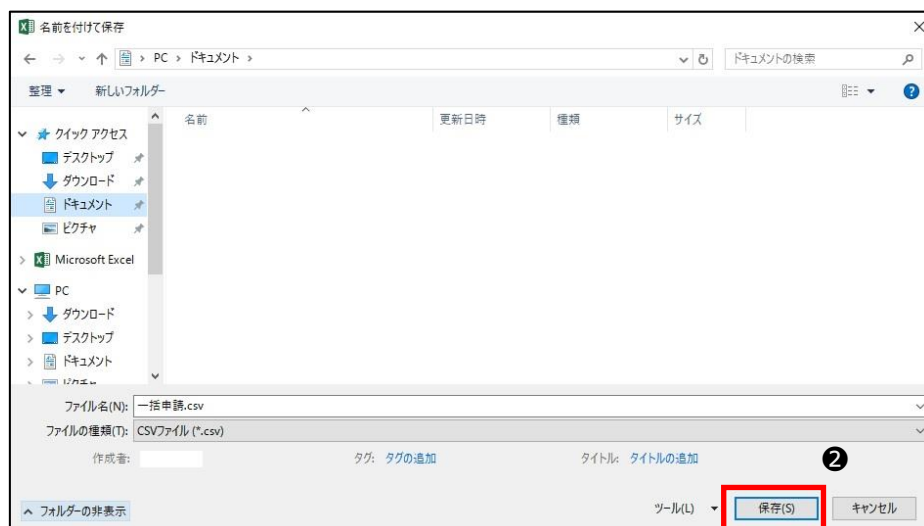 名前を付けて保存
PC › ドキュメント ›
ドキュメントの検索
整理 新しいフォルダー
名前 更新日時 種類 サイズ
クイック アクセス
デスクトップ
ダウンロード
ドキュメント
ピクチャ
Microsoft Excel
PC
ダウンロード
デスクトップ
ドキュメント
ファイル名(N): 一括申請.csv
ファイルの種類(T): CSVファイル (*.csv)
作成者: タグ: タグの追加 タイトル: タイトルの追加
❷
フォルダーの非表示 ツール(L) 保存(S) キャンセル